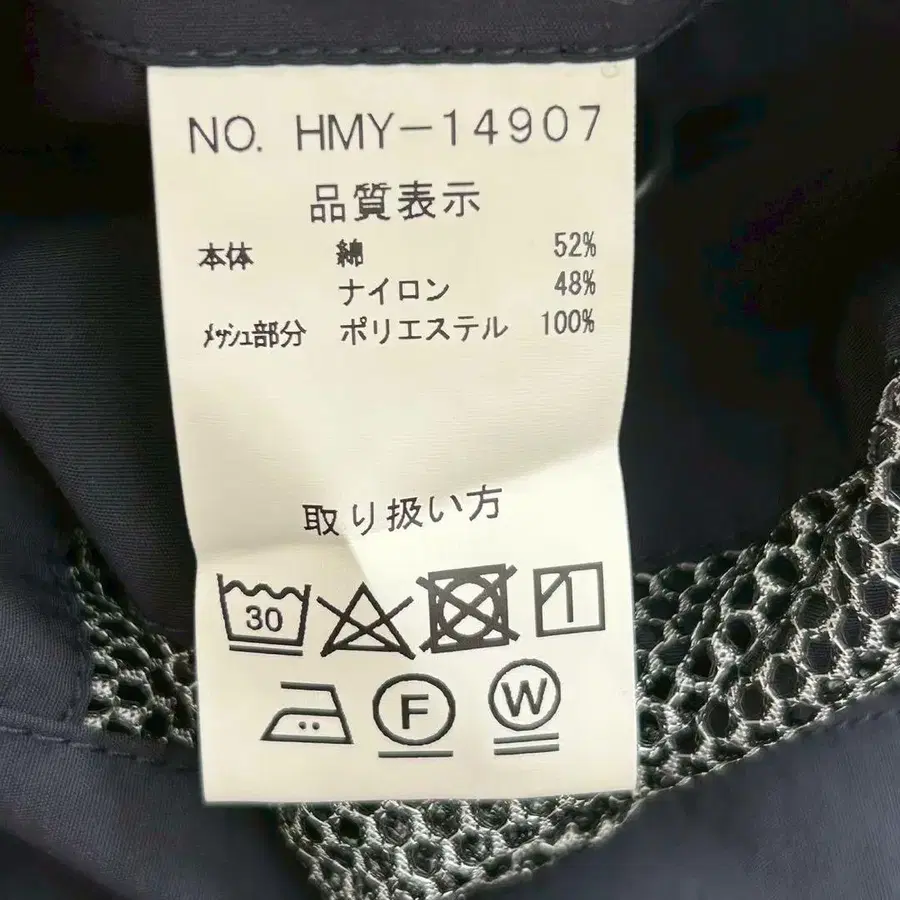 NO. HMY-14907
品質表示
本体 綿 52%
ナイロン 48%
メッシュ部分 ポリエステル 100%
取り扱い方
30
F W